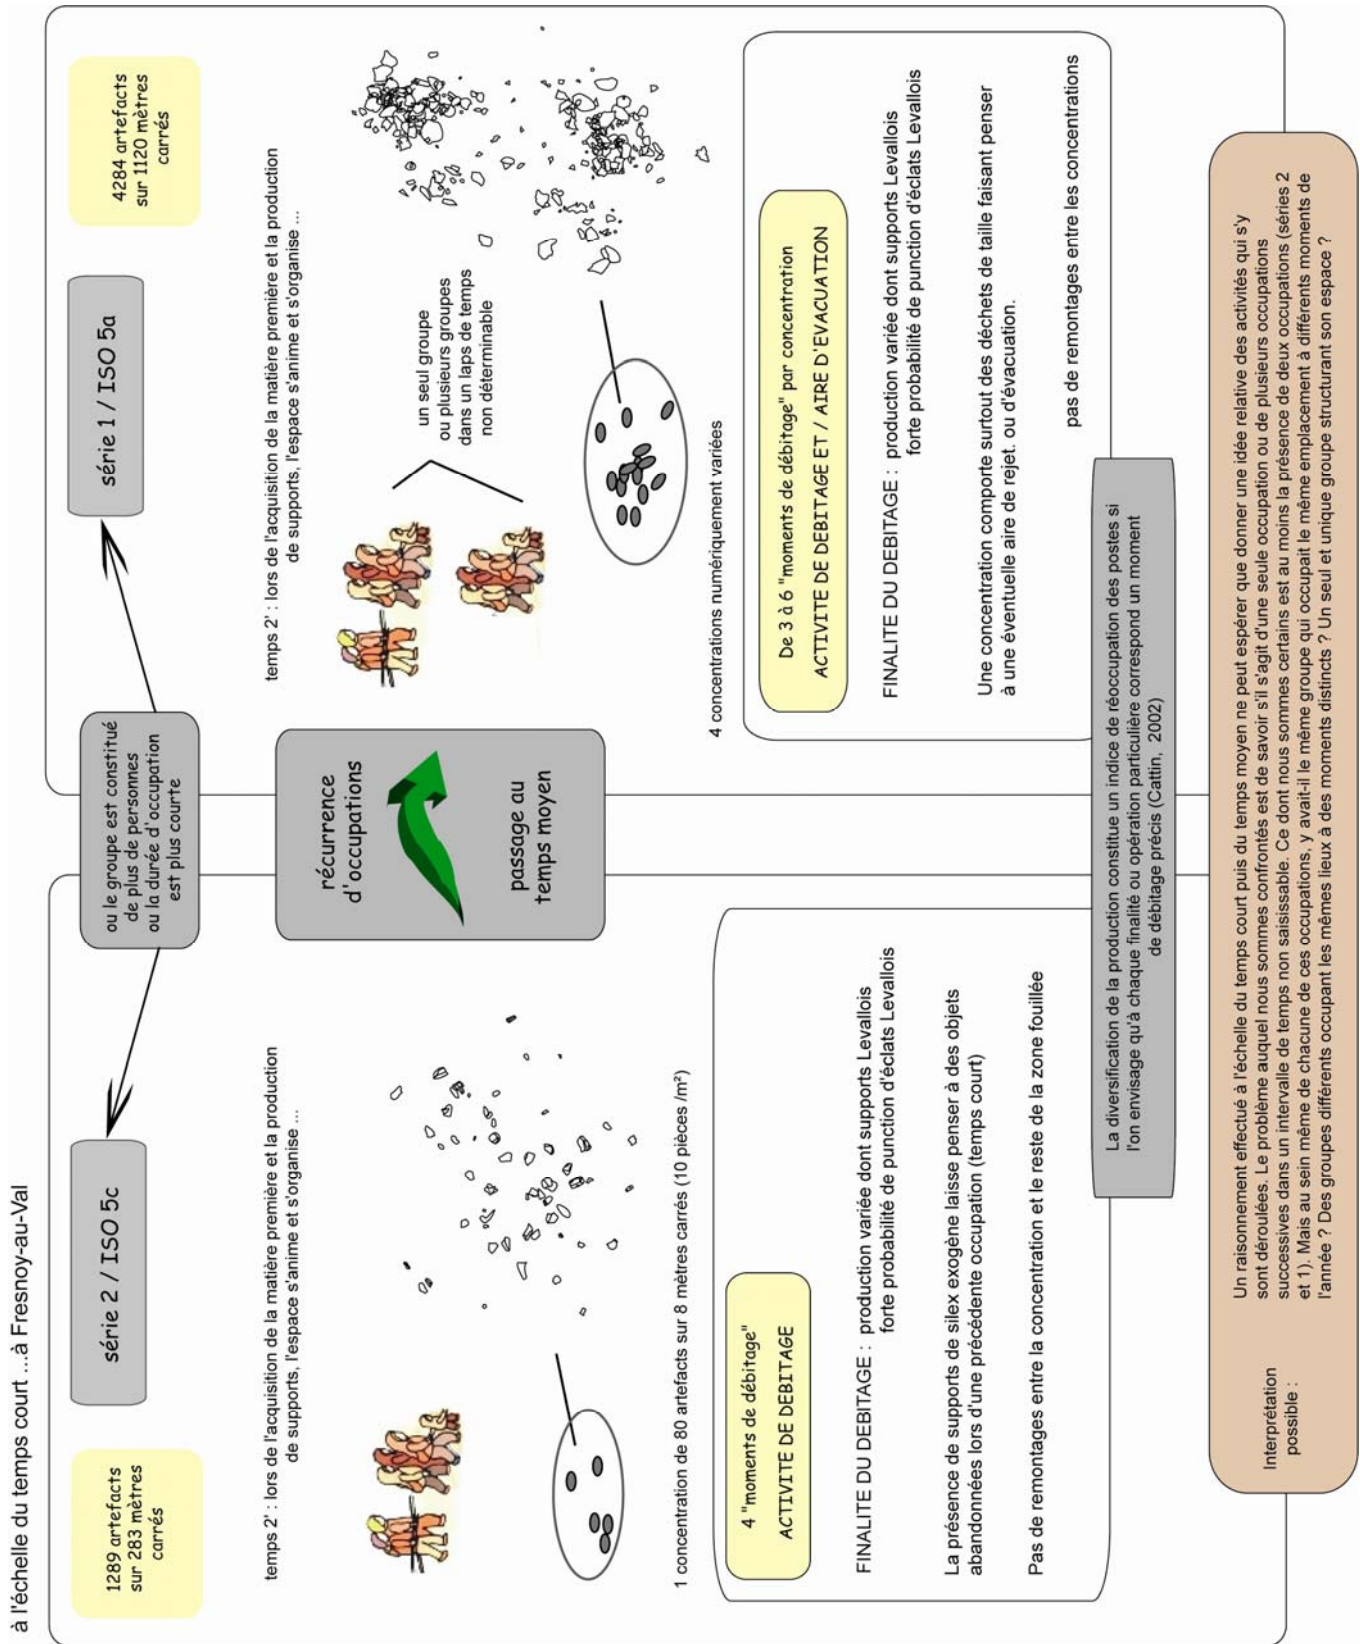 à l'échelle du temps court ...à Fresnoy-au-Val
1289 artefacts
sur 283 mètres
carrés
série 2 / ISO 5c
ou le groupe est constitué
de plus de personnes
ou la durée d'occupation
est plus courte
série 1 / ISO 5a
4284 artefacts
sur 1120 mètres
carrés
temps 2' : lors de l'acquisition de la matière première et la production
de supports, l'espace s'anime et s'organise ...
1 concentration de 80 artefacts sur 8 mètres carrés (10 pièces /m²)
récurrence
d'occupations
passage au
temps moyen
temps 2' : lors de l'acquisition de la matière première et la production
de supports, l'espace s'anime et s'organise ...
un seul groupe
ou plusieurs groupes
dans un laps de temps
non déterminable
4 concentrations numériquement variées
4 "moments de débitage"
ACTIVITE DE DEBITAGE
FINALITE DU DEBITAGE : production variée dont supports Levallois
forte probabilité de punction d'éclats Levallois
La présence de supports de silex exogène laisse penser à des objets
abandonnées lors d'une précédente occupation (temps court)
Pas de remontages entre la concentration et le reste de la zone fouillée
De 3 à 6 "moments de débitage" par concentration
ACTIVITE DE DEBITAGE ET / AIRE D'EVACUATION
FINALITE DU DEBITAGE : production variée dont supports Levallois
forte probabilité de punction d'éclats Levallois
Une concentration comporte surtout des déchets de taille faisant penser
à une éventuelle aire de rejet. ou d'évacuation.
pas de remontages entre les concentrations
La diversification de la production constitue un indice de réoccupation des postes si
l'on envisage qu'à chaque finalité ou opération particulière correspond un moment
de débitage précis (Cattin, 2002)
Interprétation
possible :
Un raisonnement effectué à l'échelle du temps court puis du temps moyen ne peut espérer que donner une idée relative des activités qui s'y
sont déroulées. Le problème auquel nous sommes confrontés est de savoir s'il s'agit d'une seule occupation ou de plusieurs occupations
successives dans un intervalle de temps non saisissable. Ce dont nous sommes certains est au moins la présence de deux occupations (séries 2
et 1). Mais au sein même de chacune de ces occupations, y avait-il le même groupe qui occupait le même emplacement à différents moments de
l'année ? Des groupes différents occupant les mêmes lieux à des moments distincts ? Un seul et unique groupe structurant son espace ?